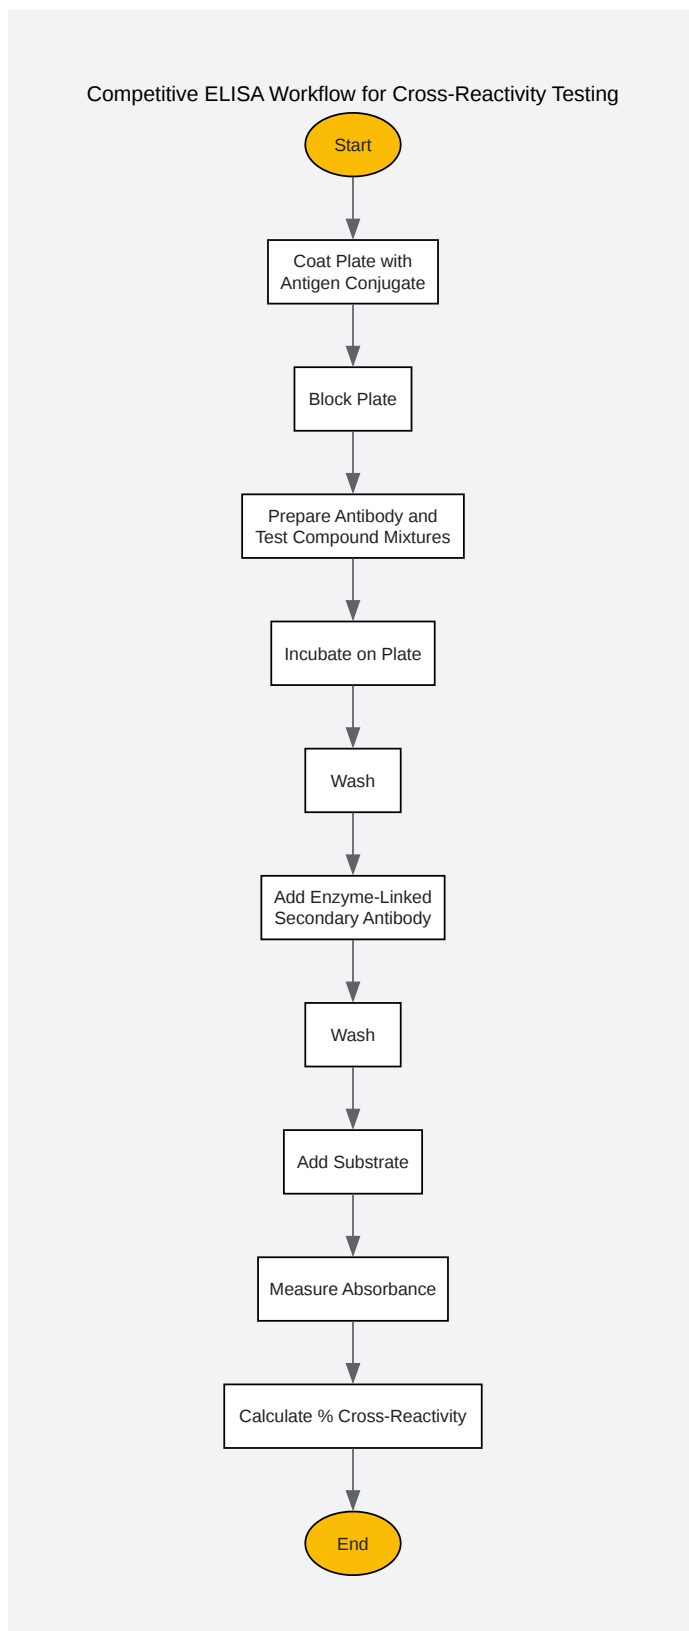 Competitive ELISA Workflow for Cross-Reactivity Testing
Start
Coat Plate with
Antigen Conjugate
Block Plate
Prepare Antibody and
Test Compound Mixtures
Incubate on Plate
Wash
Add Enzyme-Linked
Secondary Antibody
Wash
Add Substrate
Measure Absorbance
Calculate % Cross-Reactivity
End